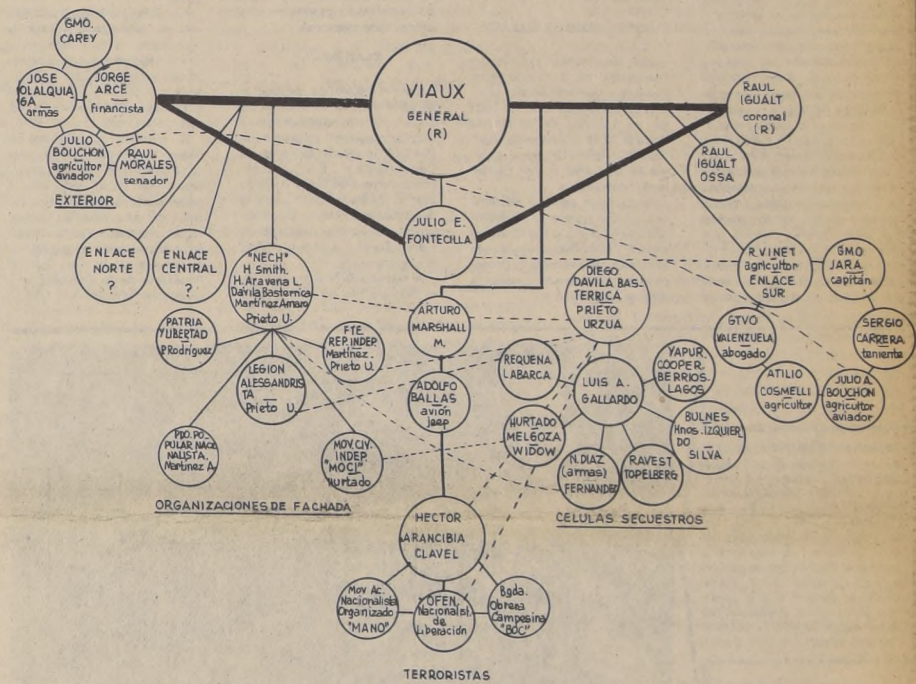 GMO.
CAREY
JOSE
OLALQUIA
GA
armas
JORGE
ARCE
financista
JULIO
BOUCHON
agricultor
aviador
RAUL
MORALES
senador
EXTERIOR
VIAUX
GENERAL
(R)
RAUL
IGUALT
coronel
(R)
RAUL
IGUALT
OSSA
JULIO E.
FONTECILLA
ENLACE
NORTE
?
ENLACE
CENTRAL
?
"NECH"
H Smith.
H. Aravena L.
Davila Basterrica
Martínez Amaro
Prieto U.
PATRIA
Y LIBERTAD
P. Rodríguez
LEGION
ALESSANDRIS
TA
Prieto U.
FTE.
REP. INDEP.
Martínez.
Prieto U.
PDO. PO-
PULAR NACIO
NALISTA.
Martínez A.
MOV. CIV.
INDEP.
"MOCI"
Hurtado
ORGANIZACIONES DE FACHADA
ARTURO
MARSHALL
M.
ADOLFO
BALLAS
avión
jeep
HECTOR
ARANCIBIA
CLAVEL
Mov Ac.
Nacionalista
Organizado
"MANO"
OFEN.
Nacionalist.
de
Liberación
Bgda.
Obrera
Campesina
"BOC"
TERRORISTAS
DIEGO
DAVILA BAS-
TERRICA
PRIETO
URZUA
REQUENA
LABARCA
LUIS A.
GALLARDO
YAPUR.
COOPER.
BERRIOS-
LAGOS
HURTADO
MELGOZA
WIDOW
BULNES
Hnos. IZQUIER
DO
SILVA
N. DIAZ
(armas)
FERNANDEZ
RAVEST
TOPELBERG
CELULAS SECUESTROS
R. VINET
agricultor
ENLACE
SUR
GMO
JARA
capitán
GTVO
VALENZUELA
abogado
SERGIO
CARRERA
teniente
ATILIO
COSMELLI
agricultor
JULIO A.
BOUCHON
agricultor
aviador